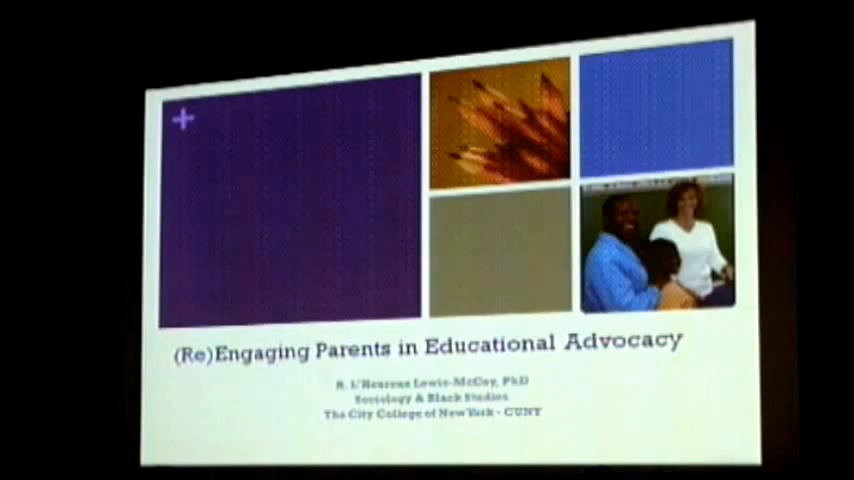 +
(Re)Engaging Parents in Educational Advocacy
R. L'Heureux Lewis-McCoy, PhD
Sociology & Black Studies
The City College of New York - CUNY